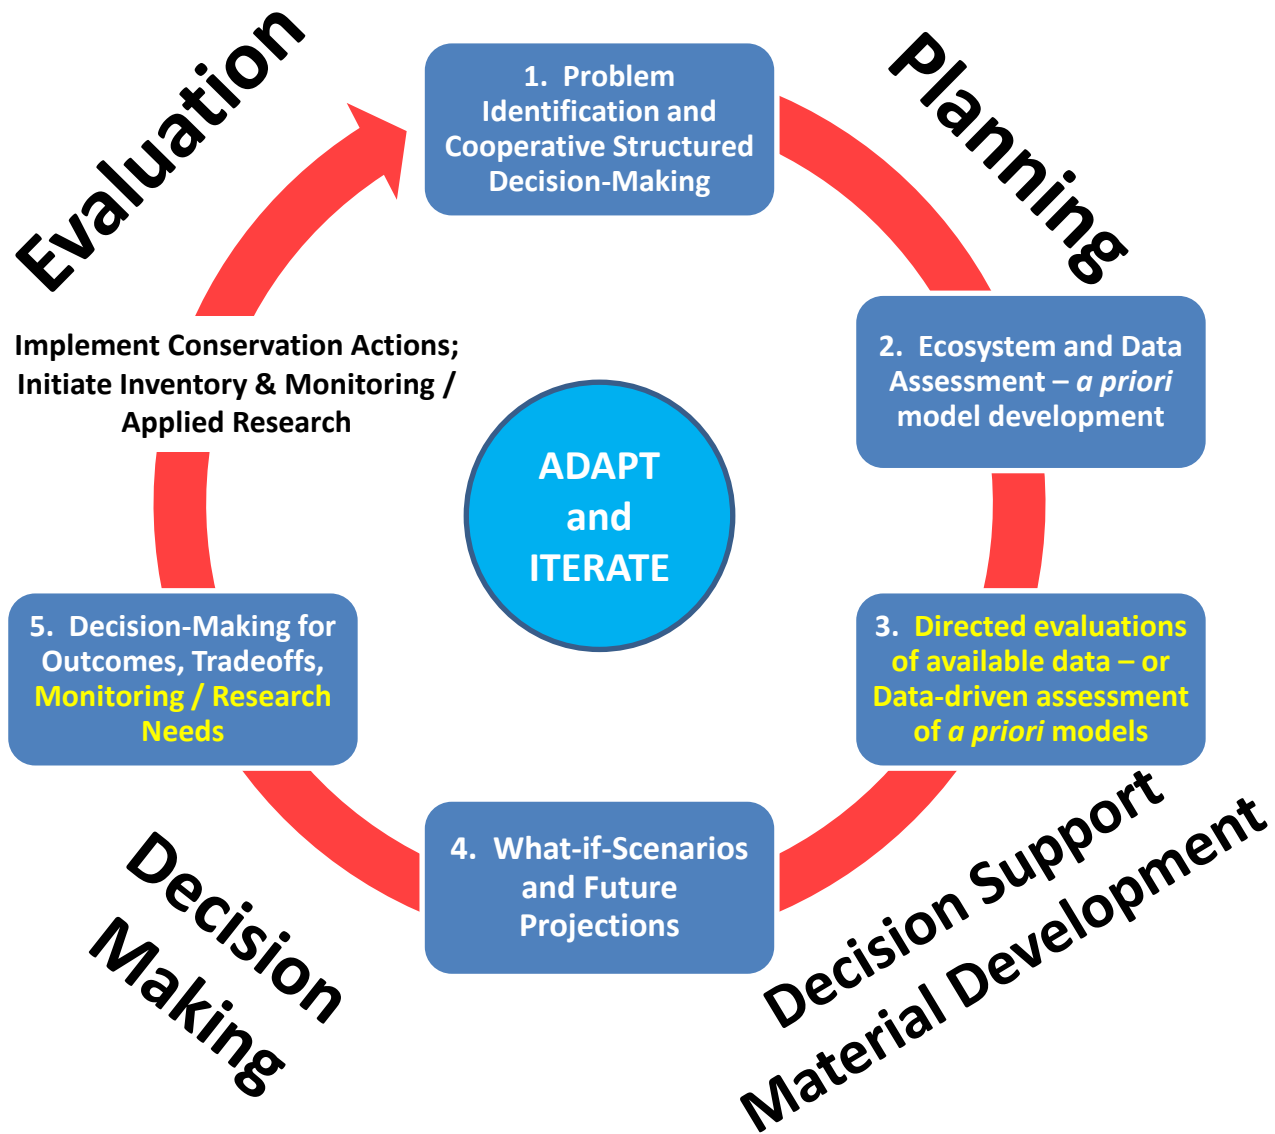 Evaluation
Planning
1. Problem
Identification and
Cooperative Structured
Decision-Making
2. Ecosystem and Data
Assessment – a priori
model development
3. Directed evaluations
of available data – or
Data-driven assessment
of a priori models
Decision Support
Material Development
4. What-if-Scenarios
and Future
Projections
Decision
Making
5. Decision-Making for
Outcomes, Tradeoffs,
Monitoring / Research
Needs
Implement Conservation Actions;
Initiate Inventory & Monitoring /
Applied Research
ADAPT
and
ITERATE